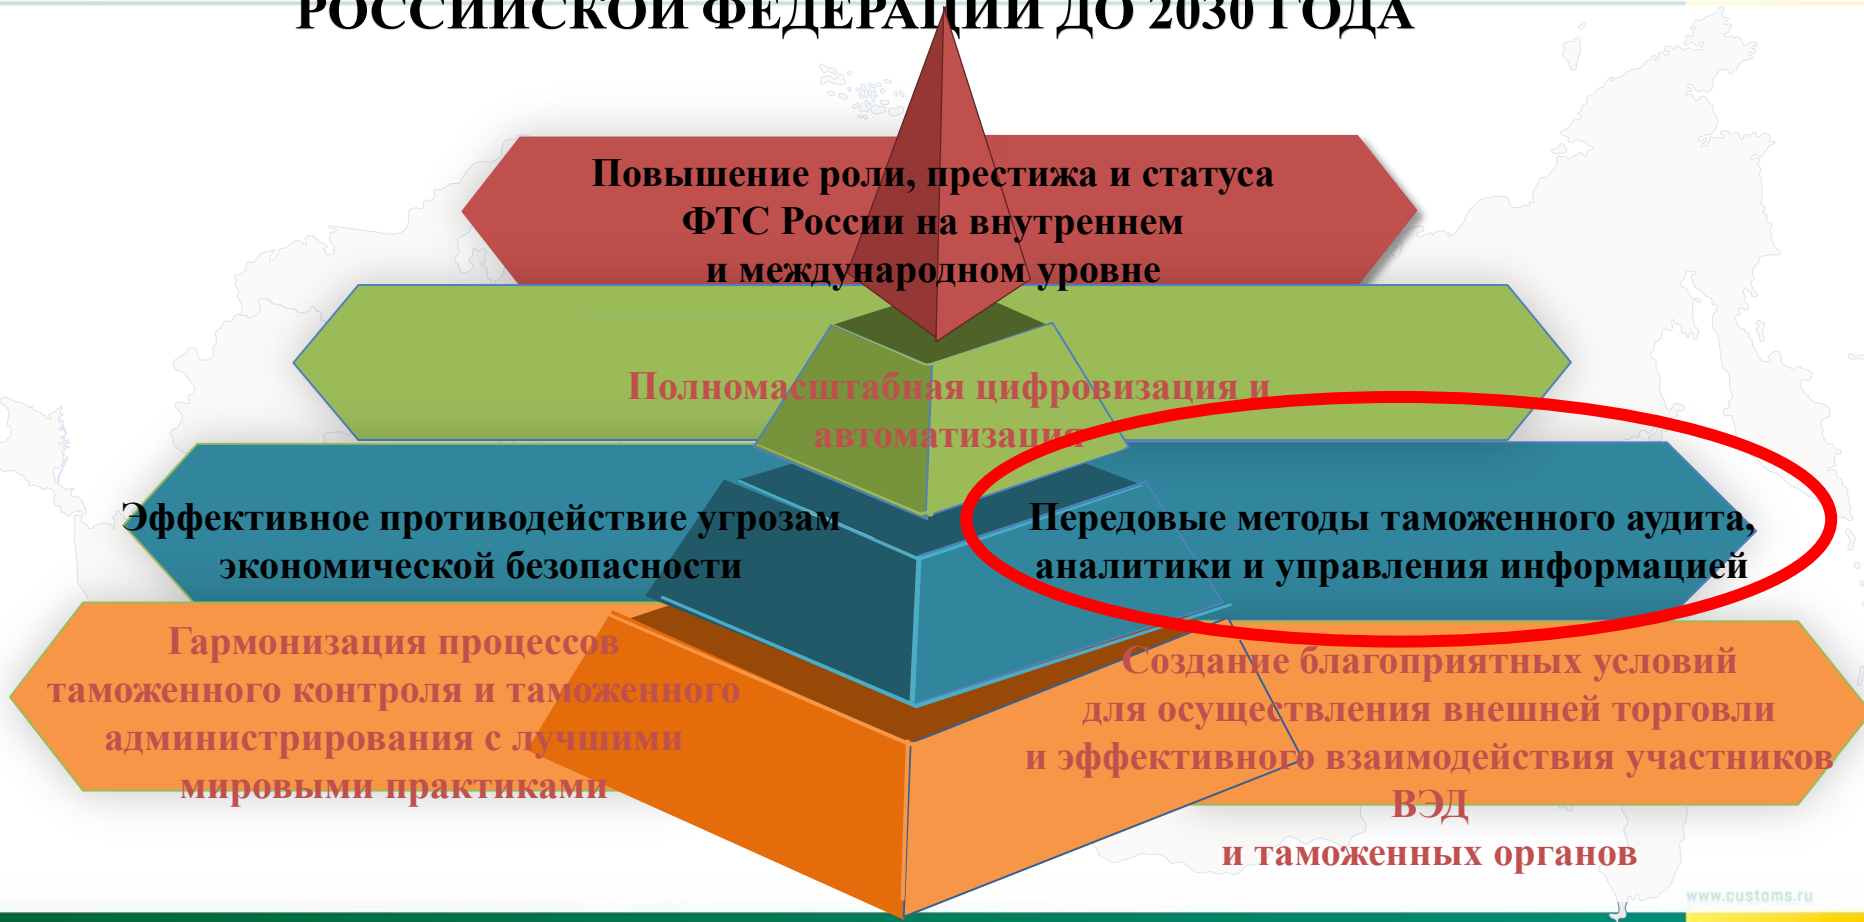 РОССИЙСКОЙ ФЕДЕРАЦИИ ДО 2030 ГОДА
Повышение роли, престижа и статуса
ФТС России на внутреннем
и международном уровне
Полномасштабная цифровизация и
автоматизация
Эффективное противодействие угрозам
экономической безопасности
Передовые методы таможенного аудита,
аналитики и управления информацией
Гармонизация процессов
таможенного контроля и таможенного
администрирования с лучшими
мировыми практиками
Создание благоприятных условий
для осуществления внешней торговли
и эффективного взаимодействия участников
ВЭД
и таможенных органов
www.customs.ru